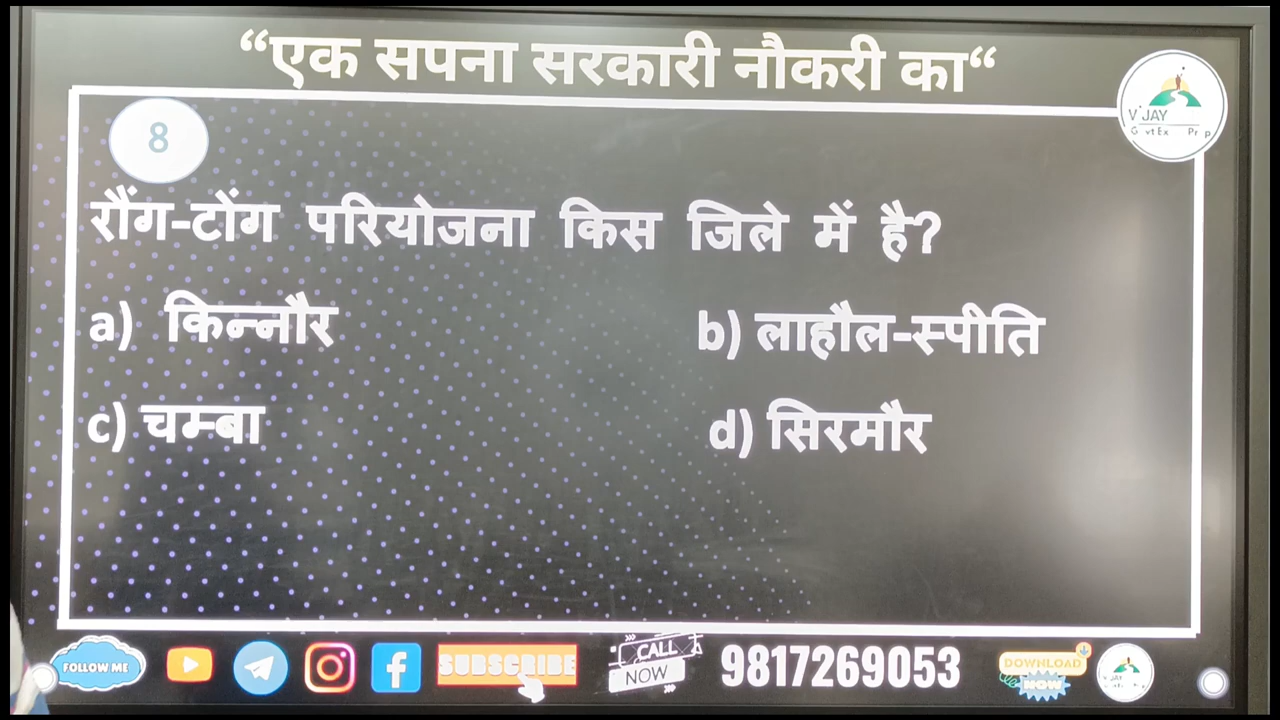 “एक सपना सरकारी नौकरी का“
8
रौंग-टोंग परियोजना किस जिले में है?
a) किन्नौर
b) लाहौल-स्पीति
c) चम्बा
d) सिरमौर
FOLLOW ME
SUBSCRIBE
CALL
NOW
9817269053
DOWNLOAD
NOW